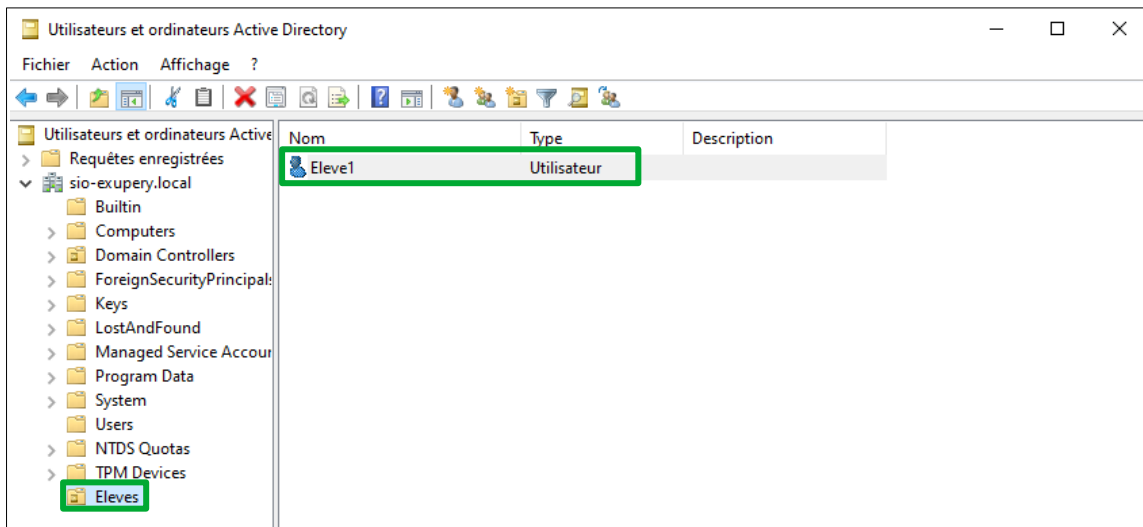 Utilisateurs et ordinateurs Active Directory
Fichier Action Affichage ?
Utilisateurs et ordinateurs Active
Requêtes enregistrées
sio-exupery.local
Builtin
Computers
Domain Controllers
ForeignSecurityPrincipals
Keys
LostAndFound
Managed Service Accour
Program Data
System
Users
NTDS Quotas
TPM Devices
Eleves
Nom Type Description
Eleve1 Utilisateur